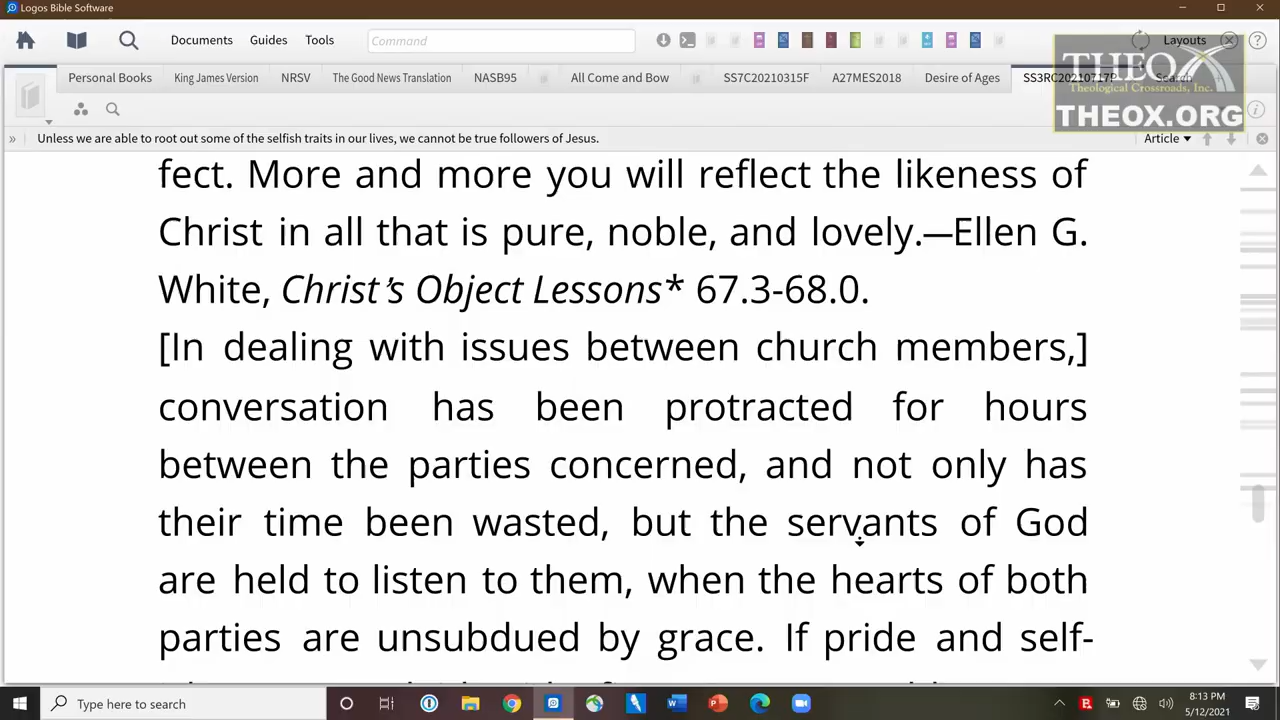 Logos Bible Software
Documents Guides Tools Command Layouts
THEOX
Theological Crossroads, Inc.
THEOX.ORG
Personal Books King James Version NRSV The Good News Translation NASB95 All Come and Bow SS7C20210315F A27MES2018 Desire of Ages SS3RC20210717P Search
» Unless we are able to root out some of the selfish traits in our lives, we cannot be true followers of Jesus. Article
fect. More and more you will reflect the likeness of
Christ in all that is pure, noble, and lovely.—Ellen G.
White, Christ’s Object Lessons* 67.3-68.0.
[In dealing with issues between church members,]
conversation has been protracted for hours
between the parties concerned, and not only has
their time been wasted, but the servants of God
are held to listen to them, when the hearts of both
parties are unsubdued by grace. If pride and self-
Type here to search
8:13 PM
5/12/2021